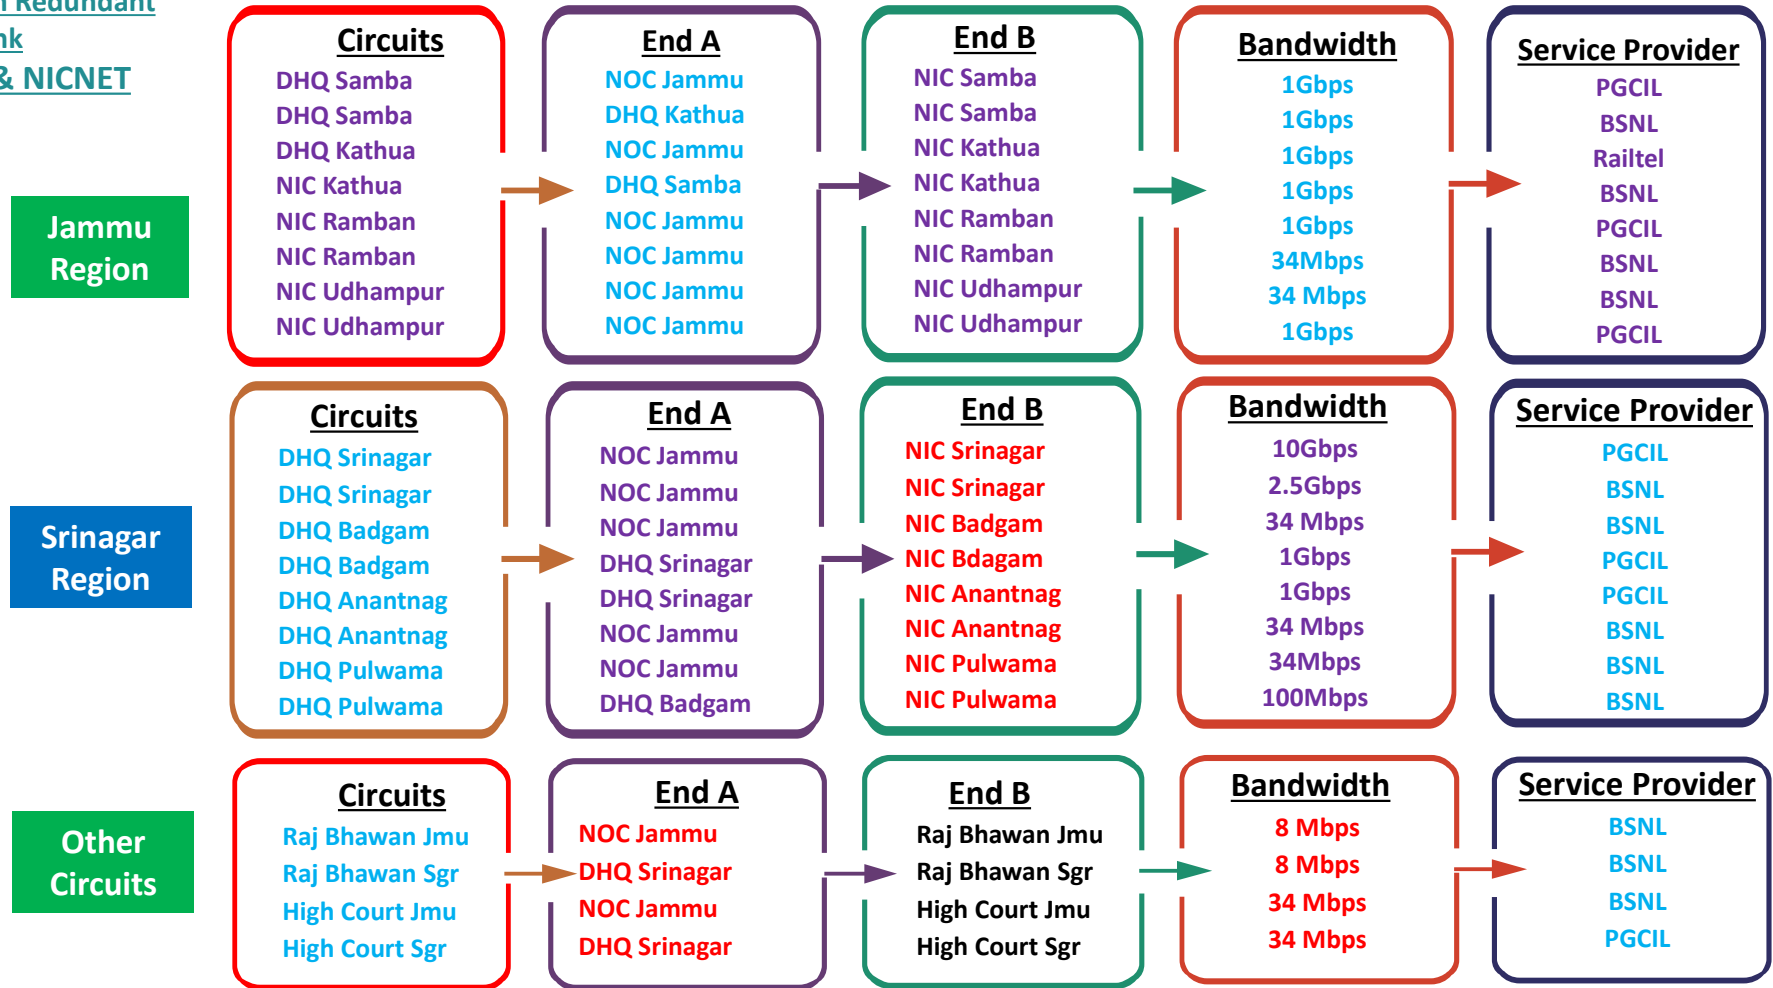 Redundant
& NICNET
Jammu
Region
Circuits
DHQ Samba
DHQ Samba
DHQ Kathua
NIC Kathua
NIC Ramban
NIC Ramban
NIC Udhampur
NIC Udhampur
End A
NOC Jammu
DHQ Kathua
NOC Jammu
DHQ Samba
NOC Jammu
NOC Jammu
NOC Jammu
NOC Jammu
End B
NIC Samba
NIC Samba
NIC Kathua
NIC Kathua
NIC Ramban
NIC Ramban
NIC Udhampur
NIC Udhampur
Bandwidth
1Gbps
1Gbps
1Gbps
1Gbps
1Gbps
34Mbps
34 Mbps
1Gbps
Service Provider
PGCIL
BSNL
Railtel
BSNL
PGCIL
BSNL
BSNL
PGCIL
Srinagar
Region
Circuits
DHQ Srinagar
DHQ Srinagar
DHQ Badgam
DHQ Badgam
DHQ Anantnag
DHQ Anantnag
DHQ Pulwama
DHQ Pulwama
End A
NOC Jammu
NOC Jammu
NOC Jammu
DHQ Srinagar
DHQ Srinagar
NOC Jammu
NOC Jammu
DHQ Badgam
End B
NIC Srinagar
NIC Srinagar
NIC Badgam
NIC Bdagam
NIC Anantnag
NIC Anantnag
NIC Pulwama
NIC Pulwama
Bandwidth
10Gbps
2.5Gbps
34 Mbps
1Gbps
1Gbps
34 Mbps
34Mbps
100Mbps
Service Provider
PGCIL
BSNL
BSNL
PGCIL
PGCIL
BSNL
BSNL
BSNL
Other
Circuits
Circuits
Raj Bhawan Jmu
Raj Bhawan Sgr
High Court Jmu
High Court Sgr
End A
NOC Jammu
DHQ Srinagar
NOC Jammu
DHQ Srinagar
End B
Raj Bhawan Jmu
Raj Bhawan Sgr
High Court Jmu
High Court Sgr
Bandwidth
8 Mbps
8 Mbps
34 Mbps
34 Mbps
Service Provider
BSNL
BSNL
BSNL
PGCIL